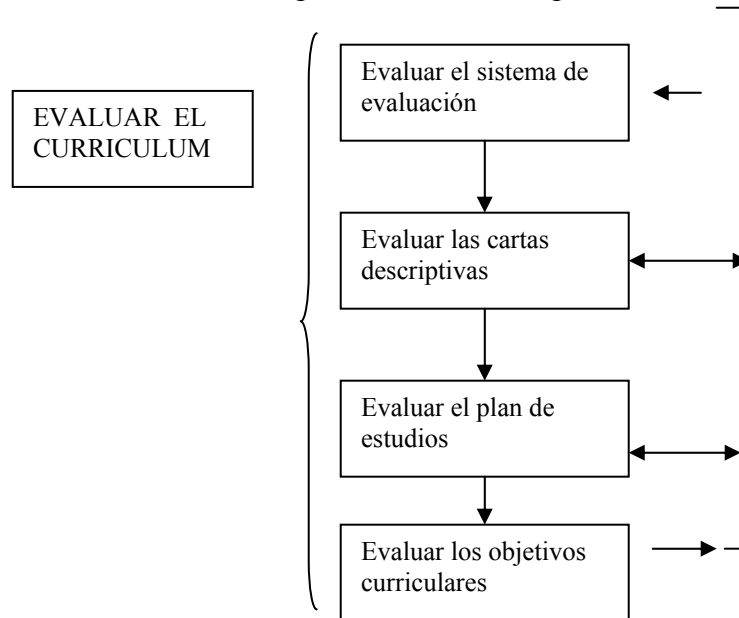 EVALUAR EL
CURRICULUM
Evaluar el sistema de
evaluación
Evaluar las cartas
descriptivas
Evaluar el plan de
estudios
Evaluar los objetivos
curriculares